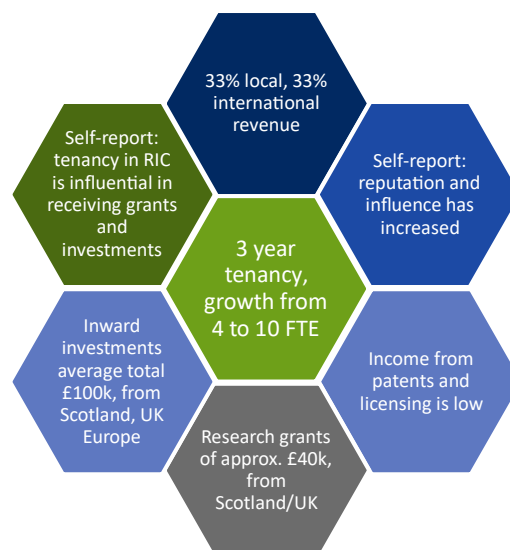 33% local, 33%
international
revenue
Self-report:
tenancy in RIC
is influential in
receiving grants
and
investments
Self-report:
reputation and
influence has
increased
3 year
tenancy,
growth from
4 to 10 FTE
Inward
investments
average total
£100k, from
Scotland, UK
Europe
Income from
patents and
licensing is low
Research grants
of approx. £40k,
from
Scotland/UK